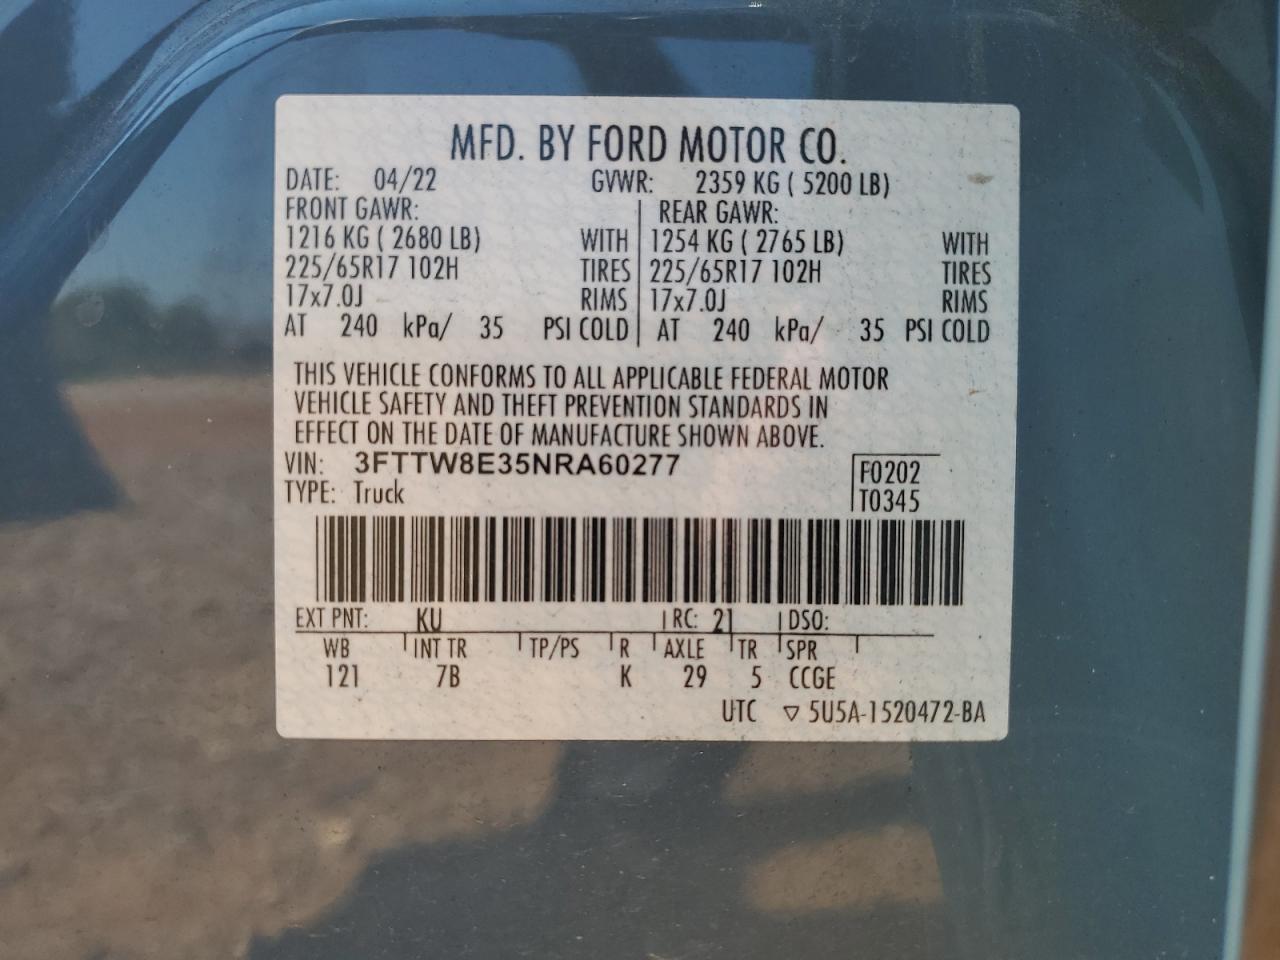 MFD. BY FORD MOTOR CO.
DATE: 04/22 GVWR: 2359 KG ( 5200 LB)
FRONT GAWR: REAR GAWR:
1216 KG ( 2680 LB) WITH 1254 KG ( 2765 LB) WITH
225/65R17 102H TIRES 225/65R17 102H TIRES
17x7.0J RIMS 17x7.0J RIMS
AT 240 kPa/ 35 PSI COLD AT 240 kPa/ 35 PSI COLD
THIS VEHICLE CONFORMS TO ALL APPLICABLE FEDERAL MOTOR
VEHICLE SAFETY AND THEFT PREVENTION STANDARDS IN
EFFECT ON THE DATE OF MANUFACTURE SHOWN ABOVE.
VIN: 3FTTW8E35NRA60277 F0202
TYPE: Truck T0345
EXT PNT: KU RC: 21 DSO:
WB INT TR TP/PS R AXLE TR SPR
121 7B K 29 5 CCGE
UTC ▽ 5U5A-1520472-BA